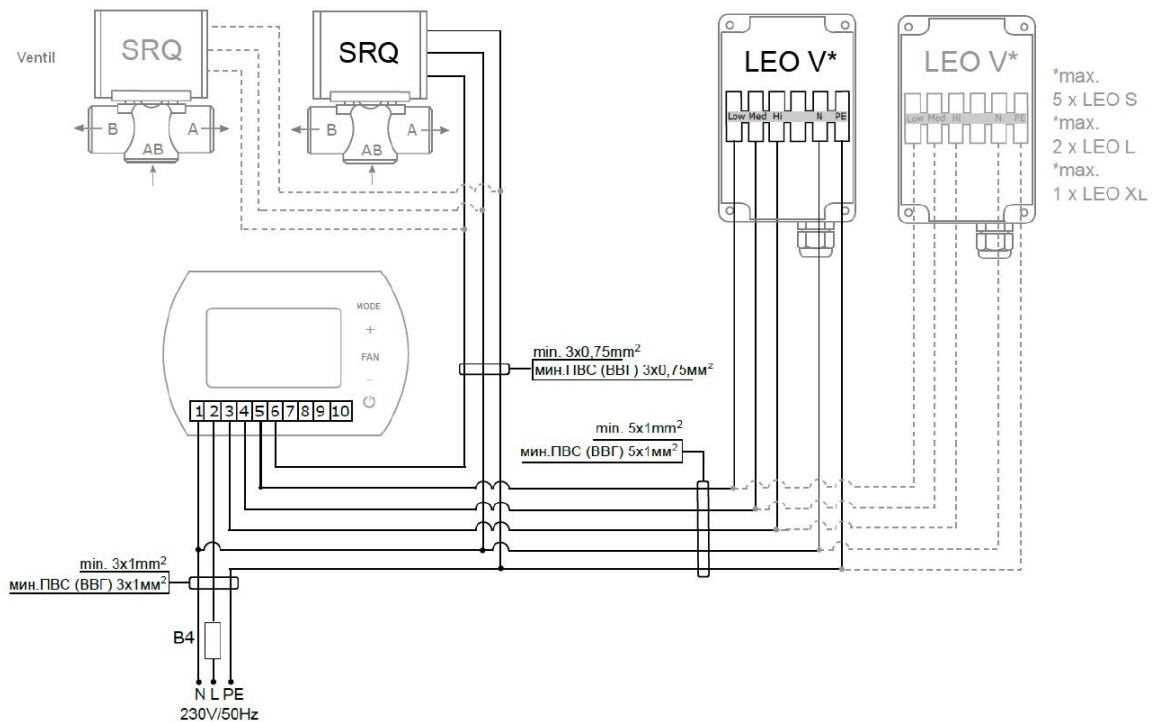 Ventil
SRQ
B
A
AB
SRQ
B
A
AB
LEO V*
Low Med Hi N PE
LEO V*
Low Med Hi N PE
*max.
5 x LEO S
*max.
2 x LEO L
*max.
1 x LEO XL
MODE
+
FAN
–
1 2 3 4 5 6 7 8 9 10
min. 3x0,75mm²
мин.ПВС (ВВГ) 3x0,75мм²
min. 5x1mm²
мин.ПВС (ВВГ) 5x1мм²
min. 3x1mm²
мин.ПВС (ВВГ) 3x1мм²
B4
N L PE
230V/50Hz